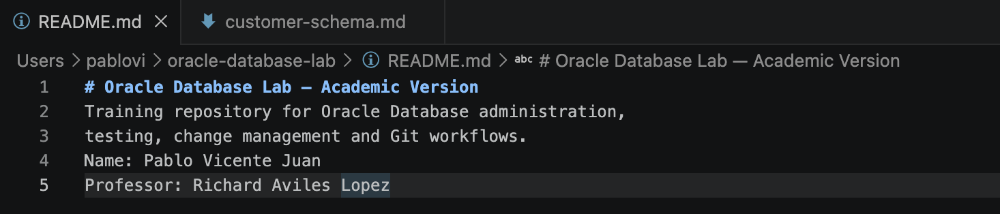 README.md
customer-schema.md
Users > pablovi > oracle-database-lab > README.md > abc # Oracle Database Lab — Academic Version
1 # Oracle Database Lab — Academic Version
2 Training repository for Oracle Database administration,
3 testing, change management and Git workflows.
4 Name: Pablo Vicente Juan
5 Professor: Richard Aviles Lopez